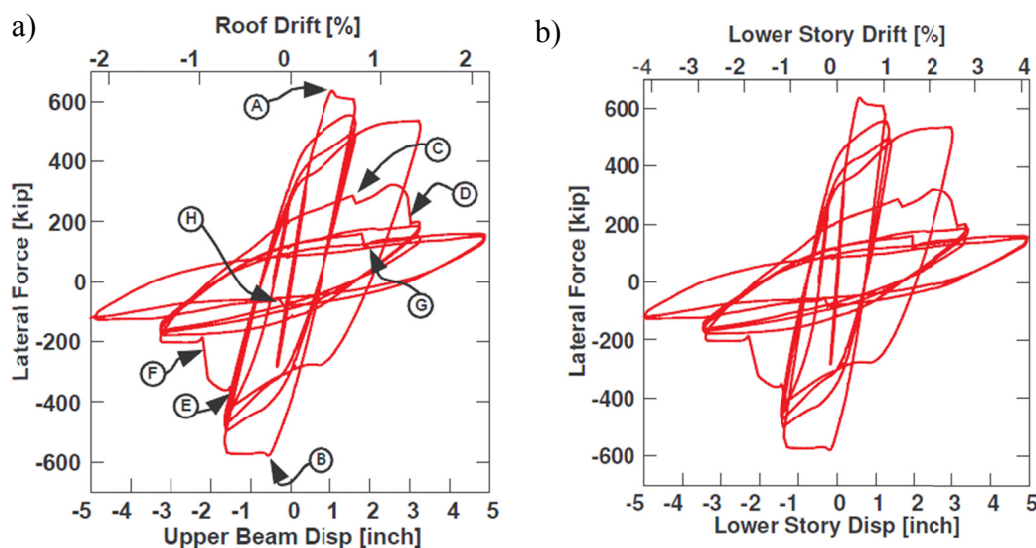 a)
Roof Drift [%]
-2 -1 0 1 2
600
400
200
0
-200
-400
-600
Lateral Force [kip]
A
C
D
H
G
F
E
B
-5 -4 -3 -2 -1 0 1 2 3 4 5
Upper Beam Disp [inch]
b)
Lower Story Drift [%]
-4 -3 -2 -1 0 1 2 3 4
600
400
200
0
-200
-400
-600
Lateral Force [kip]
-5 -4 -3 -2 -1 0 1 2 3 4 5
Lower Story Disp [inch]